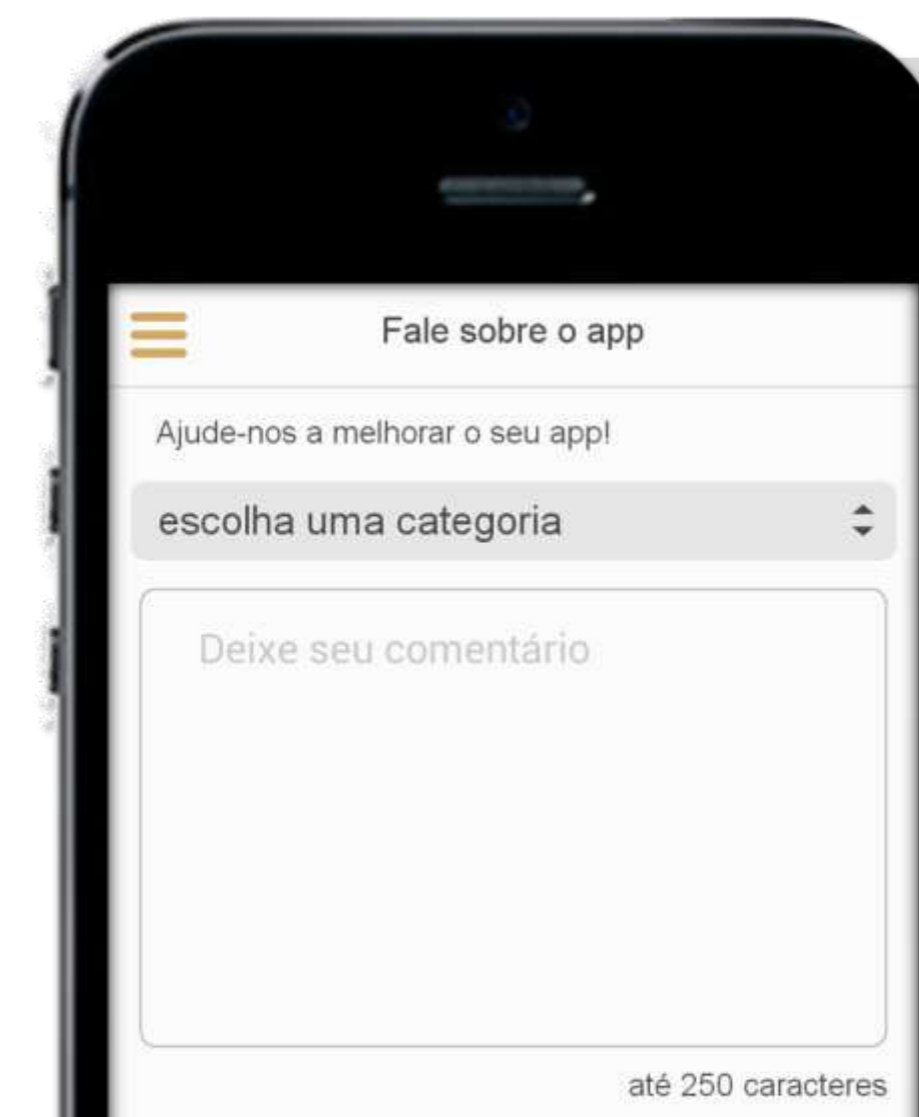 Fale sobre o app
Ajude-nos a melhorar o seu app!
escolha uma categoria
Deixe seu comentário
até 250 caracteres